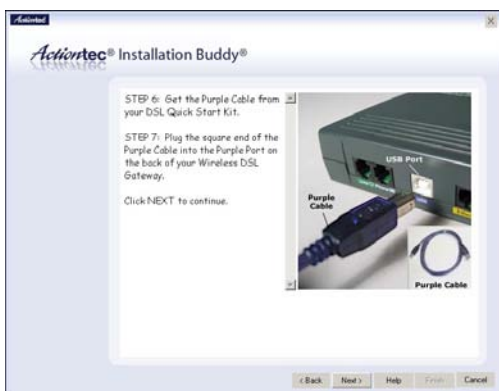 Actiontec
Actiontec® Installation Buddy®
STEP 6: Get the Purple Cable from
your DSL Quick Start Kit.
STEP 7: Plug the square end of the
Purple Cable into the Purple Port on
the back of your Wireless DSL
Gateway.
Click NEXT to continue.
USB Port
Purple
Cable
Purple Cable
< Back
Next >
Help
Finish
Cancel